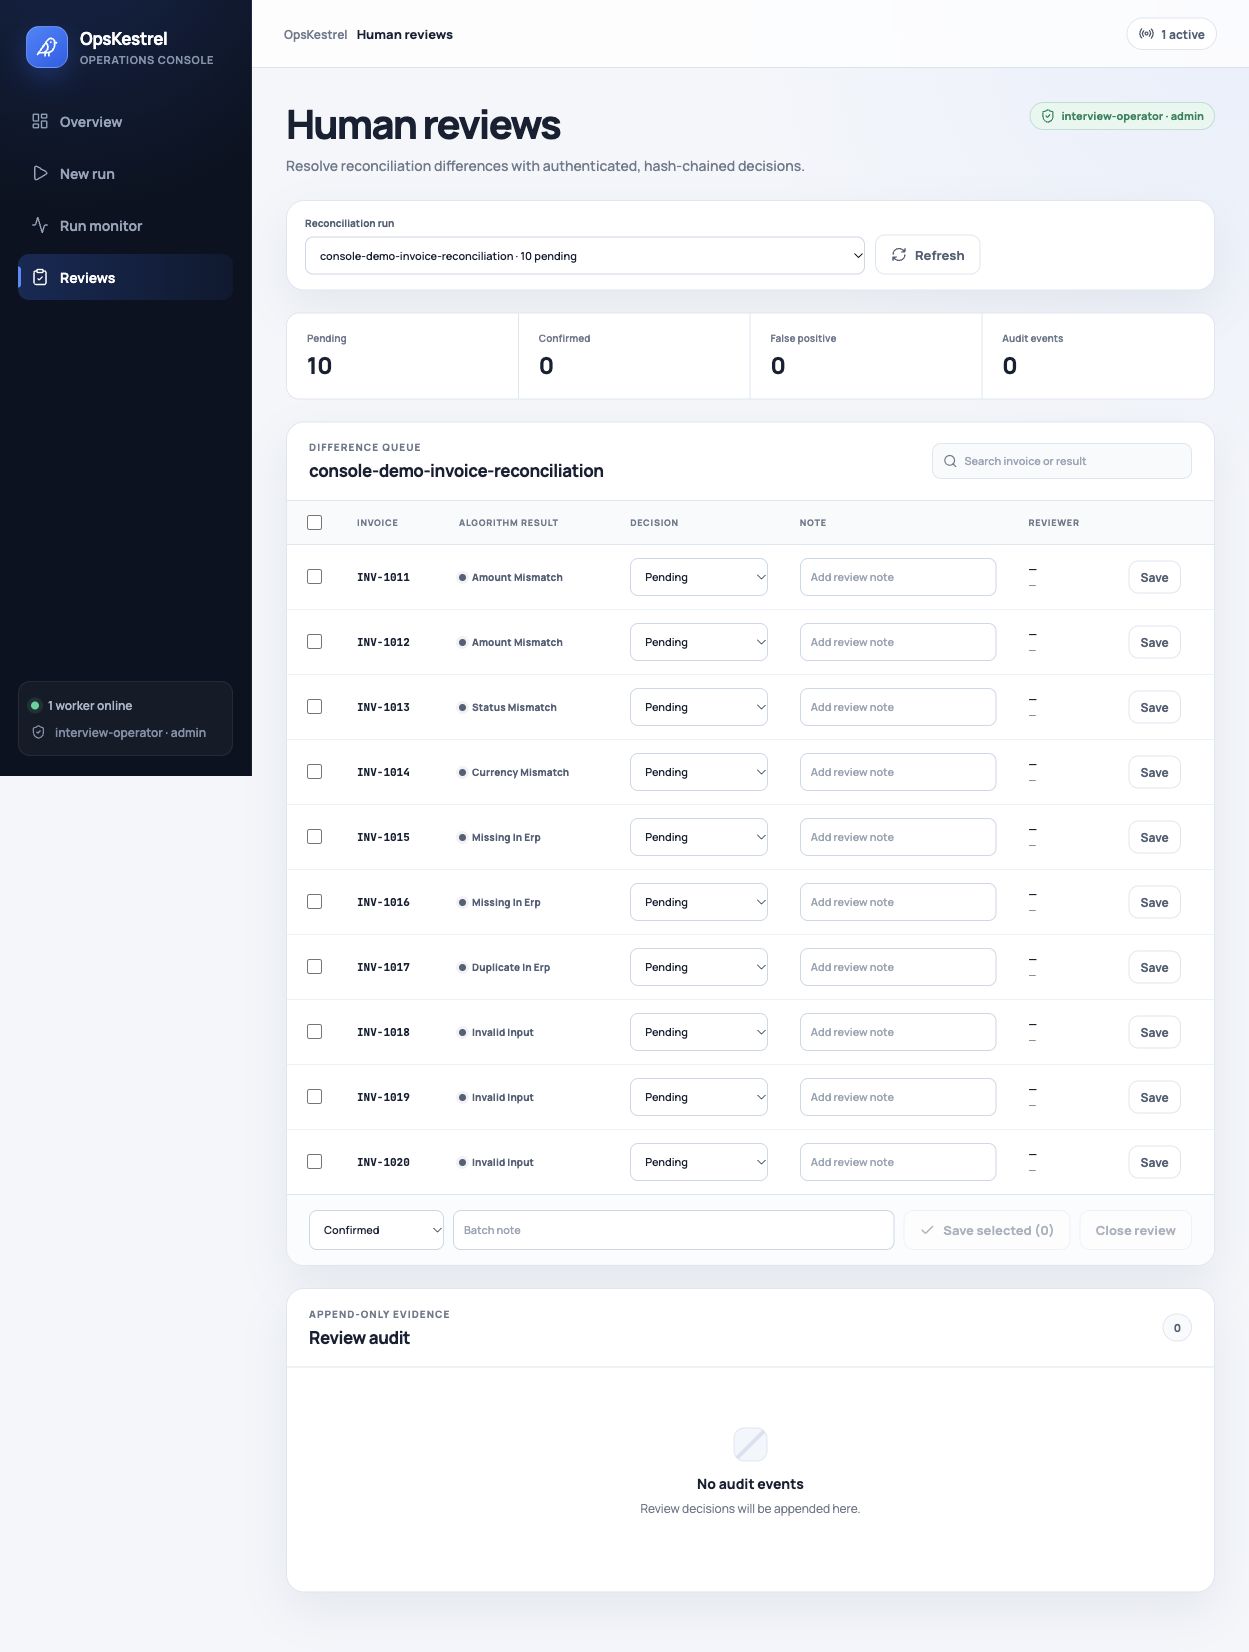 OpsKestrel
OPERATIONS CONSOLE
Overview
New run
Run monitor
Reviews
1 worker online
interview-operator · admin
OpsKestrel Human reviews
1 active
Human reviews
interview-operator · admin
Resolve reconciliation differences with authenticated, hash-chained decisions.
Reconciliation run
console-demo-invoice-reconciliation · 10 pending
Refresh
Pending
10
Confirmed
0
False positive
0
Audit events
0
DIFFERENCE QUEUE
console-demo-invoice-reconciliation
Search invoice or result
INVOICE ALGORITHM RESULT DECISION NOTE REVIEWER
INV-1011 Amount Mismatch Pending Add review note — Save
—
INV-1012 Amount Mismatch Pending Add review note — Save
—
INV-1013 Status Mismatch Pending Add review note — Save
—
INV-1014 Currency Mismatch Pending Add review note — Save
—
INV-1015 Missing In Erp Pending Add review note — Save
—
INV-1016 Missing In Erp Pending Add review note — Save
—
INV-1017 Duplicate In Erp Pending Add review note — Save
—
INV-1018 Invalid Input Pending Add review note — Save
—
INV-1019 Invalid Input Pending Add review note — Save
—
INV-1020 Invalid Input Pending Add review note — Save
—
Confirmed Batch note Save selected (0) Close review
APPEND-ONLY EVIDENCE
Review audit
0
No audit events
Review decisions will be appended here.